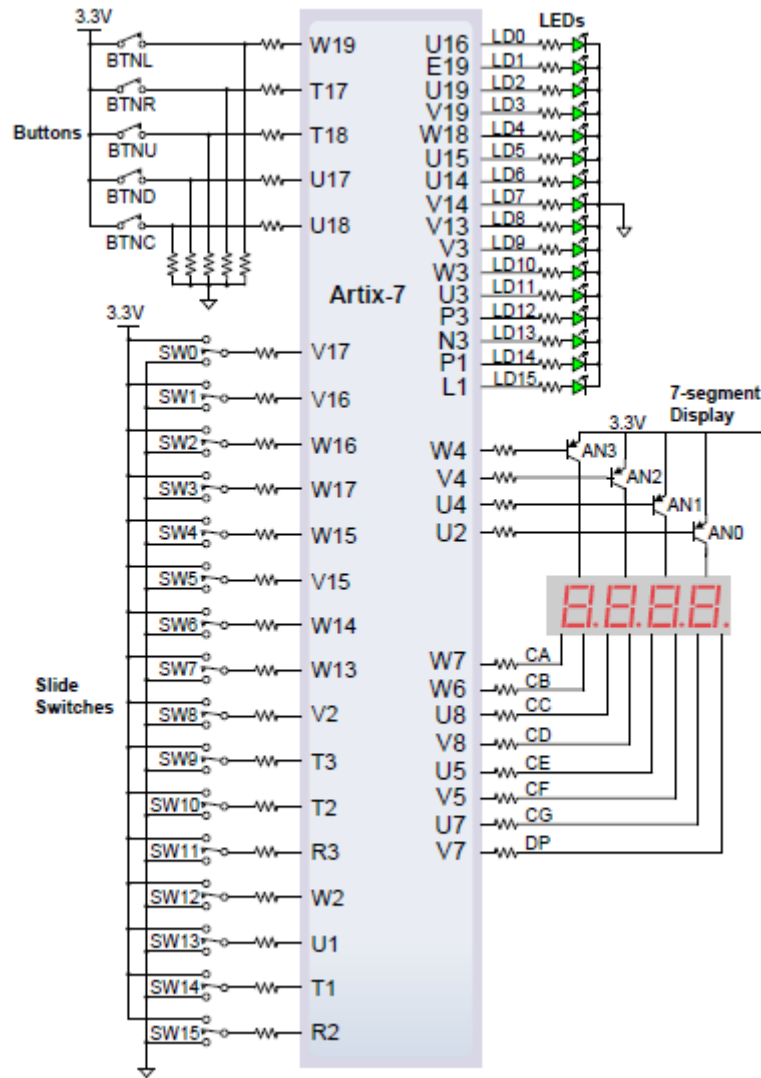 3.3V
BTNL
W19
BTNR
T17
Buttons
BTNU
T18
BTND
U17
BTNC
U18
LEDs
U16 LD0
E19 LD1
U19 LD2
V19 LD3
W18 LD4
U15 LD5
U14 LD6
V14 LD7
V13 LD8
V3 LD9
W3 LD10
U3 LD11
P3 LD12
N3 LD13
P1 LD14
L1 LD15
Artix-7
3.3V
SW0 V17
SW1 V16
SW2 W16
SW3 W17
SW4 W15
SW5 V15
SW6 W14
SW7 W13
Slide
Switches
SW8 V2
SW9 T3
SW10 T2
SW11 R3
SW12 W2
SW13 U1
SW14 T1
SW15 R2
7-segment
Display
3.3V
W4 AN3
V4 AN2
U4 AN1
U2 AN0
8.8.8.8.
W7 CA
W6 CB
U8 CC
V8 CD
U5 CE
V5 CF
U7 CG
V7 DP